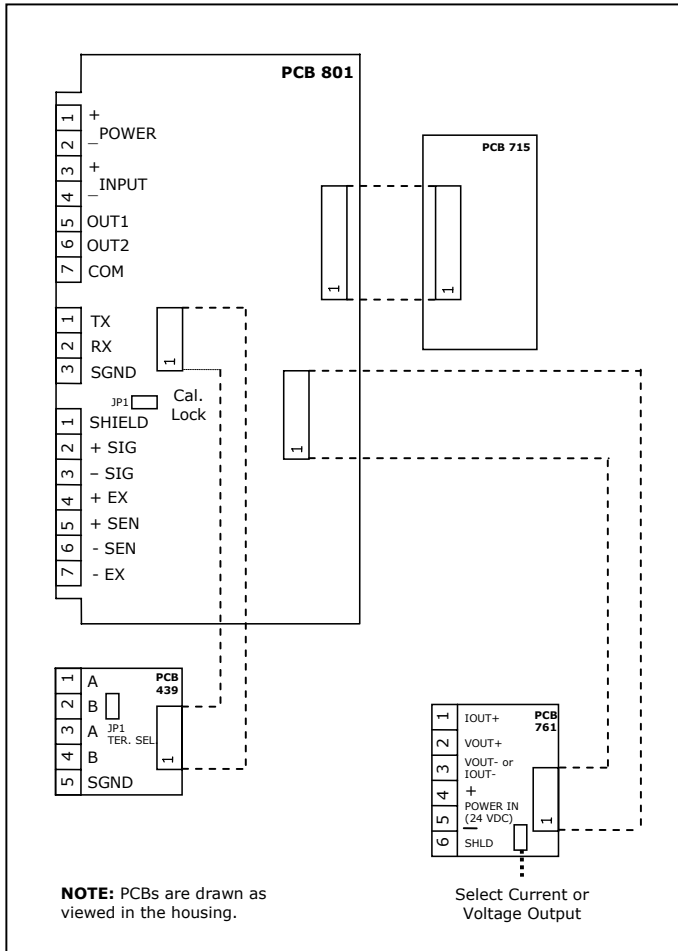 PCB 801
1 +
_POWER
2
3 +
_INPUT
4
5 OUT1
6 OUT2
7 COM
1 TX
2 RX
3 SGND
1
JP1
Cal.
Lock
1 SHIELD
2 + SIG
3 – SIG
4 + EX
5 + SEN
6 - SEN
7 - EX
1
PCB 715
1
1
PCB
439
1 A
2 B
3 A
4 B
5 SGND
JP1
TER. SEL.
1
PCB
761
1 IOUT+
2 VOUT+
3 VOUT- or
IOUT-
4 +
POWER IN
(24 VDC)
5 –
6 SHLD
1
NOTE: PCBs are drawn as
viewed in the housing.
Select Current or
Voltage Output